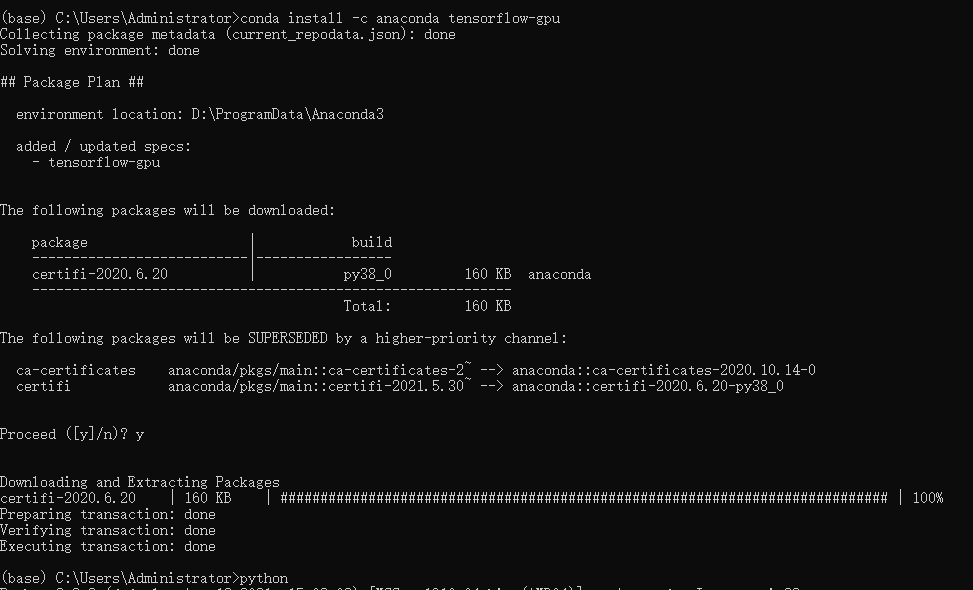 (base) C:\Users\Administrator>conda install -c anaconda tensorflow-gpu
Collecting package metadata (current_repodata.json): done
Solving environment: done
## Package Plan ##
environment location: D:\ProgramData\Anaconda3
added / updated specs:
- tensorflow-gpu
The following packages will be downloaded:
package | build
---------------------------|-----------------
certifi-2020.6.20 | py38_0 160 KB anaconda
------------------------------------------------------------
Total: 160 KB
The following packages will be SUPERSEDED by a higher-priority channel:
ca-certificates anaconda/pkgs/main::ca-certificates-2~ --> anaconda::ca-certificates-2020.10.14-0
certifi anaconda/pkgs/main::certifi-2021.5.30~ --> anaconda::certifi-2020.6.20-py38_0
Proceed ([y]/n)? y
Downloading and Extracting Packages
certifi-2020.6.20 | 160 KB | ############################################################################ | 100%
Preparing transaction: done
Verifying transaction: done
Executing transaction: done
(base) C:\Users\Administrator>python